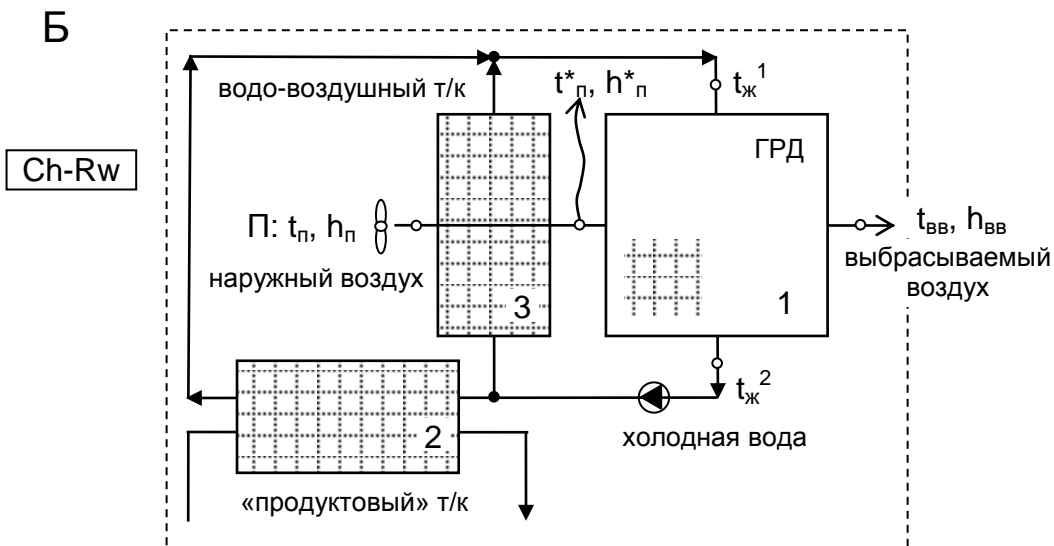 Б
водо-воздушный т/к
t*п, h*п
tж1
Ch-Rw
ГРД
П: tп, hп
tвв, hвв
наружный воздух
выбрасываемый
воздух
3
1
tж2
2
холодная вода
«продуктовый» т/к